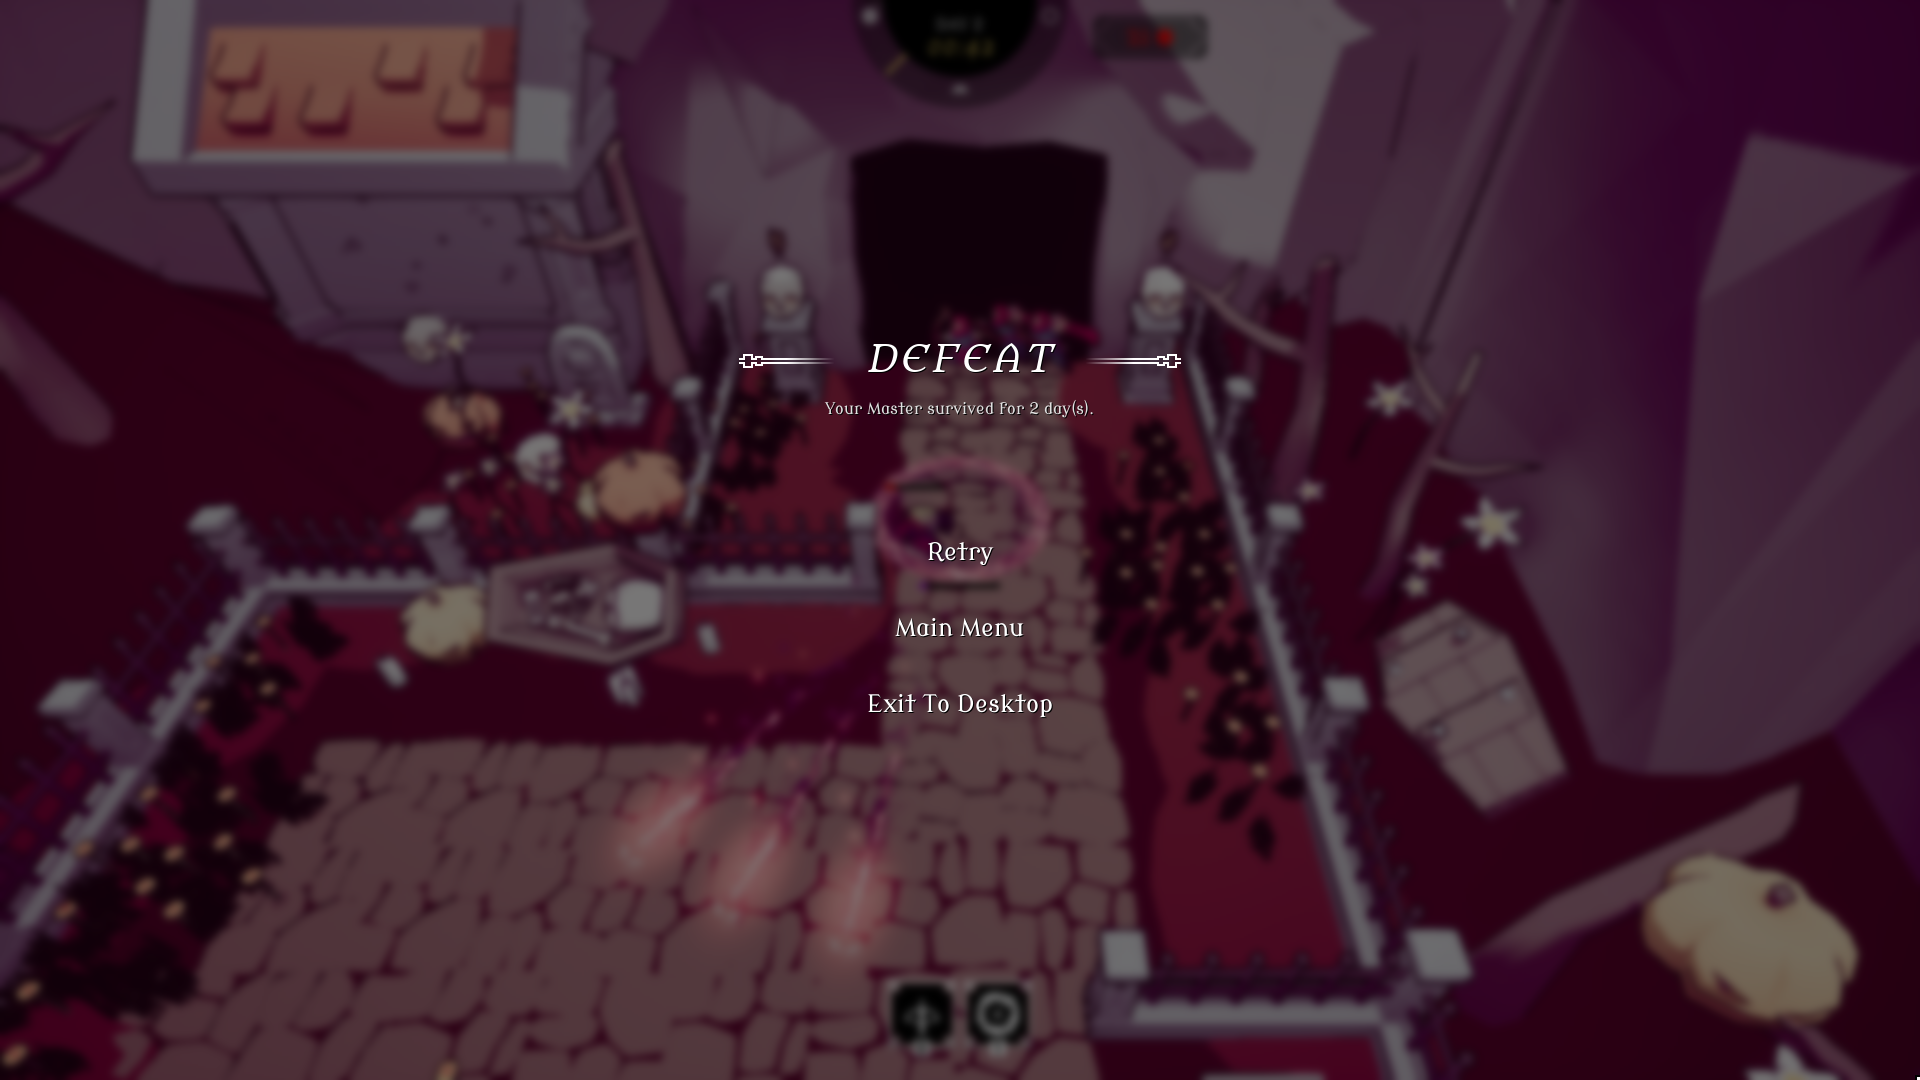 DEFEAT
Your Master survived for 2 day(s).
Retry
Main Menu
Exit To Desktop